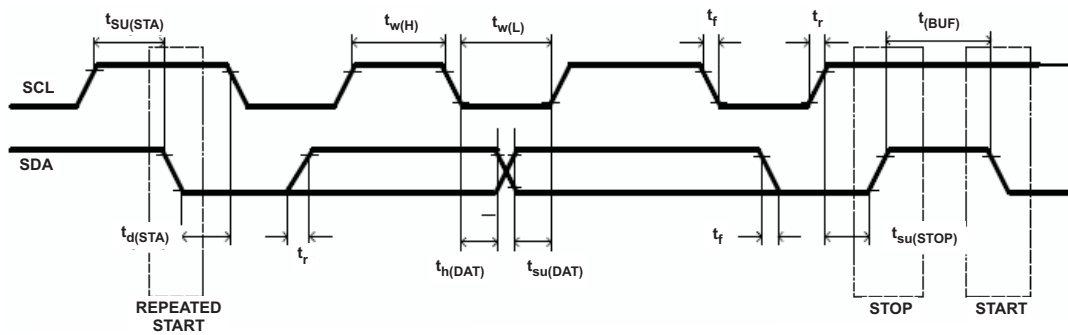 tSU(STA)
tw(H)
tw(L)
tf
tr
t(BUF)
SCL
SDA
td(STA)
tr
th(DAT)
tsu(DAT)
tf
tsu(STOP)
REPEATED
START
STOP
START